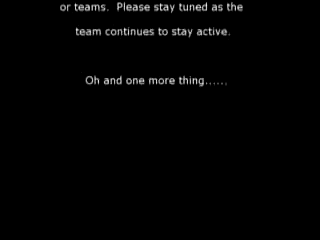 or teams.  Please stay tuned as the
team continues to stay active.
Oh and one more thing......